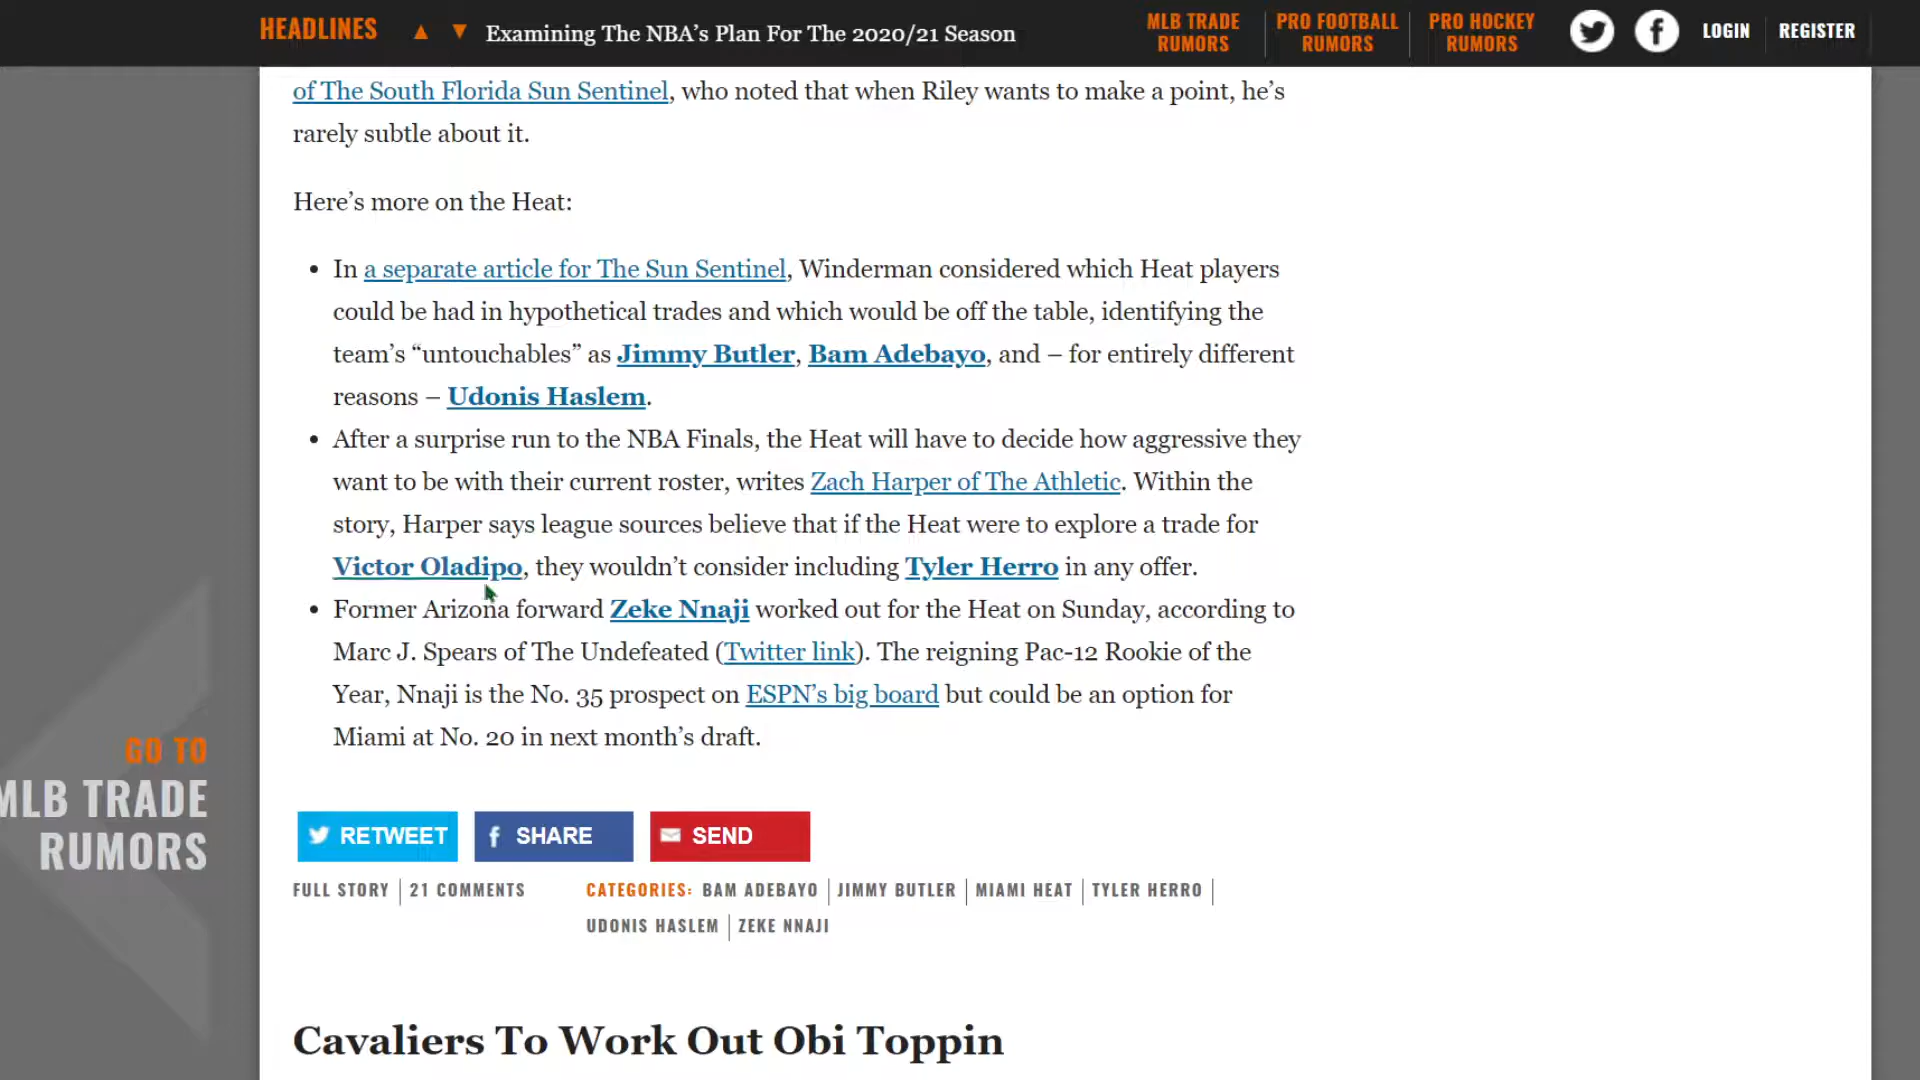 HEADLINES
Examining The NBA’s Plan For The 2020/21 Season
MLB TRADE
RUMORS
PRO FOOTBALL
RUMORS
PRO HOCKEY
RUMORS
LOGIN
REGISTER
of The South Florida Sun Sentinel, who noted that when Riley wants to make a point, he’s
rarely subtle about it.
Here’s more on the Heat:
• In a separate article for The Sun Sentinel, Winderman considered which Heat players
could be had in hypothetical trades and which would be off the table, identifying the
team’s “untouchables” as Jimmy Butler, Bam Adebayo, and – for entirely different
reasons – Udonis Haslem.
• After a surprise run to the NBA Finals, the Heat will have to decide how aggressive they
want to be with their current roster, writes Zach Harper of The Athletic. Within the
story, Harper says league sources believe that if the Heat were to explore a trade for
Victor Oladipo, they wouldn’t consider including Tyler Herro in any offer.
• Former Arizona forward Zeke Nnaji worked out for the Heat on Sunday, according to
Marc J. Spears of The Undefeated (Twitter link). The reigning Pac-12 Rookie of the
Year, Nnaji is the No. 35 prospect on ESPN’s big board but could be an option for
Miami at No. 20 in next month’s draft.
GO TO
MLB TRADE
RUMORS
RETWEET
SHARE
SEND
FULL STORY | 21 COMMENTS
CATEGORIES: BAM ADEBAYO | JIMMY BUTLER | MIAMI HEAT | TYLER HERRO |
UDONIS HASLEM | ZEKE NNAJI
Cavaliers To Work Out Obi Toppin